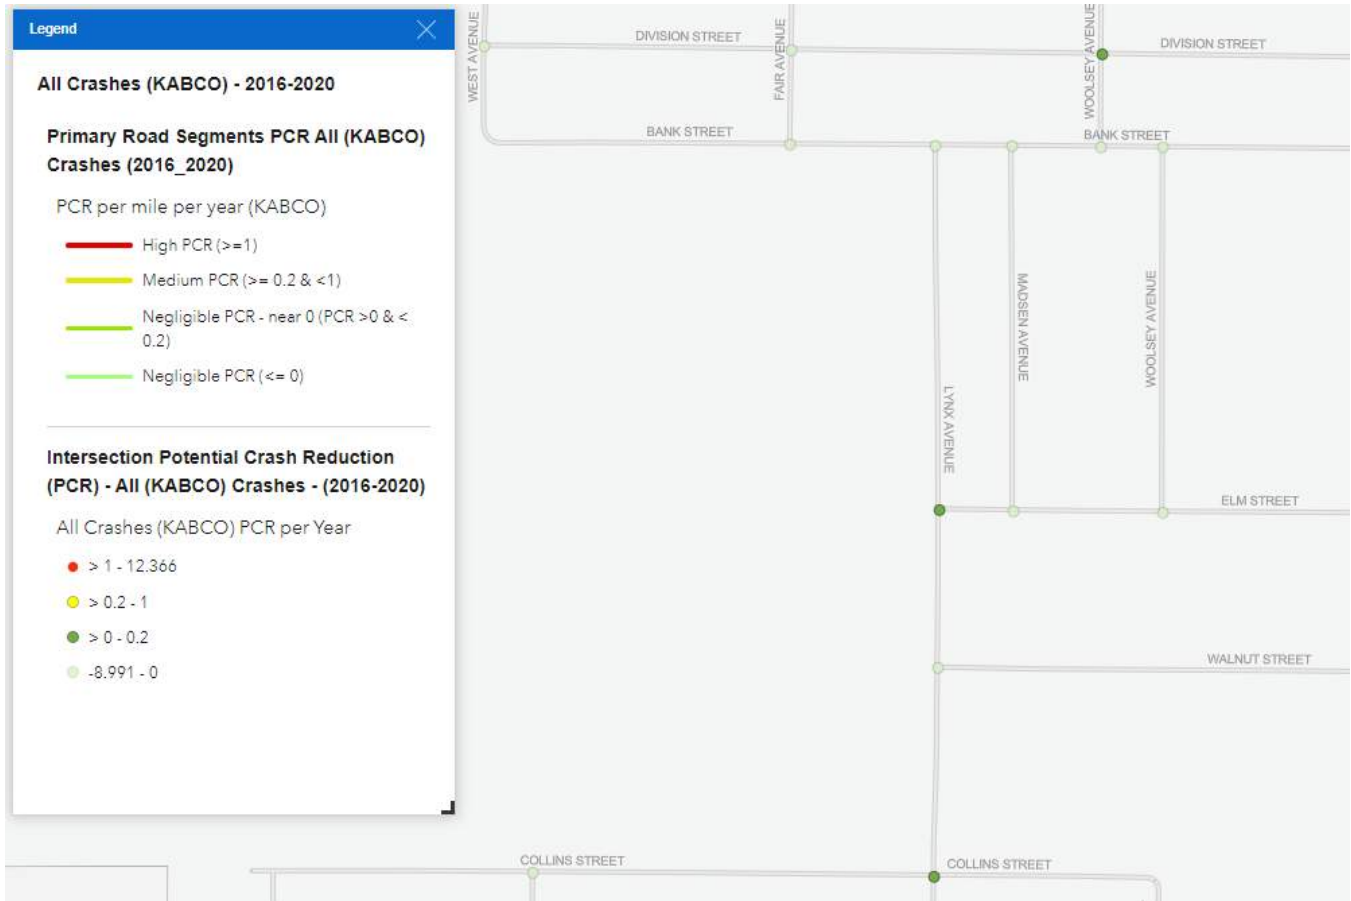 Legend
All Crashes (KABCO) - 2016-2020
Primary Road Segments PCR All (KABCO)
Crashes (2016_2020)
PCR per mile per year (KABCO)
High PCR (>=1)
Medium PCR (>= 0.2 & <1)
Negligible PCR - near 0 (PCR >0 & <
0.2)
Negligible PCR (<= 0)
Intersection Potential Crash Reduction
(PCR) - All (KABCO) Crashes - (2016-2020)
All Crashes (KABCO) PCR per Year
> 1 - 12.366
> 0.2 - 1
> 0 - 0.2
-8.991 - 0
WEST AVENUE
DIVISION STREET
FAIR AVENUE
WOOLSEY AVENUE
DIVISION STREET
BANK STREET
BANK STREET
MADSEN AVENUE
WOOLSEY AVENUE
LYNX AVENUE
ELM STREET
WALNUT STREET
COLLINS STREET
COLLINS STREET